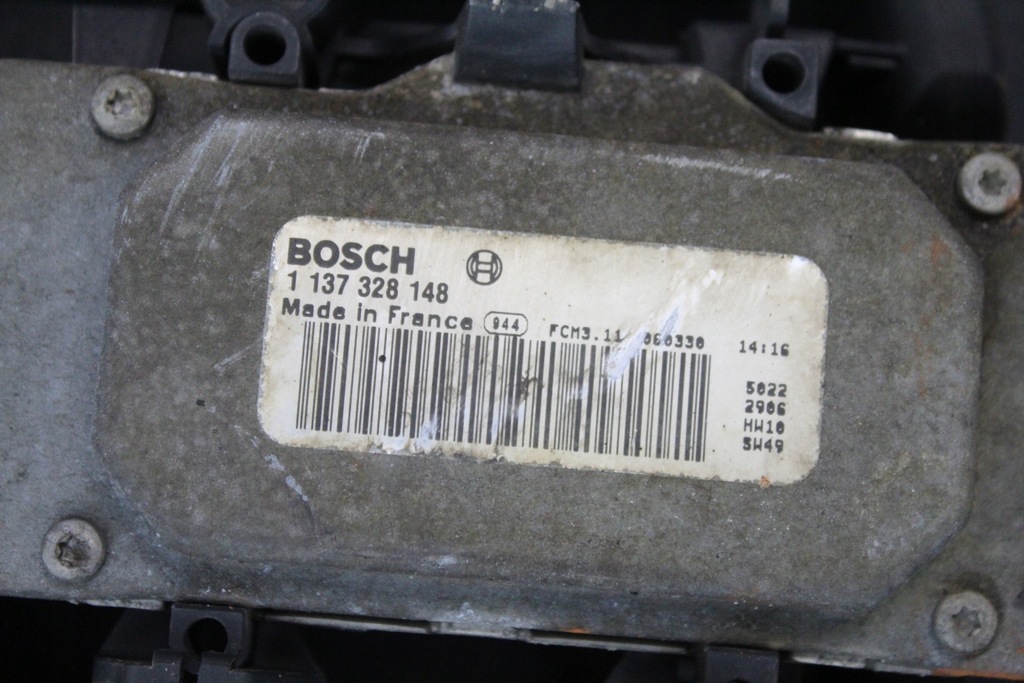 BOSCH
1 137 328 148
Made in France 944 FCM3.11 060330 14:16
5022
2906
HW10
SW49